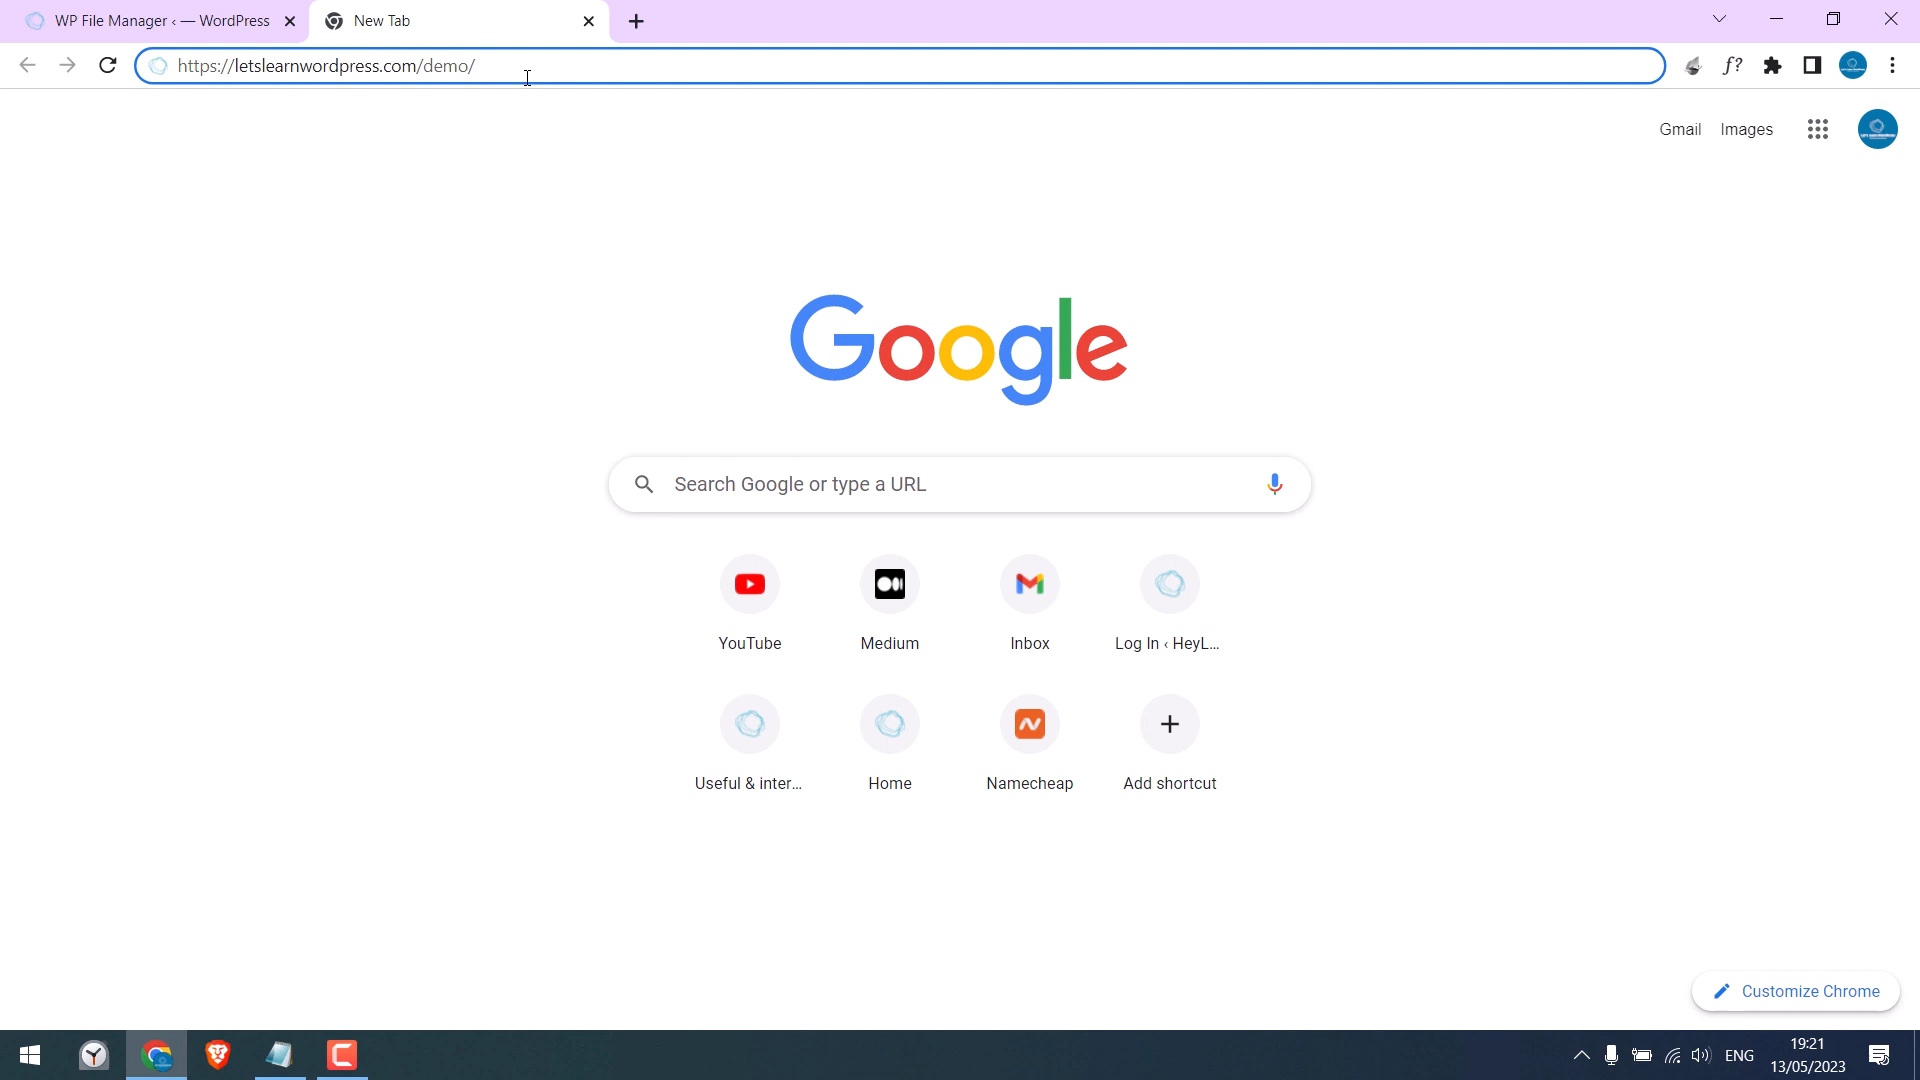 WP File Manager ‹ — WordPress
New Tab
https://letslearnwordpress.com/demo/
f?
Gmail
Images
Google
Search Google or type a URL
YouTube
Medium
Inbox
Log In ‹ HeyL...
Useful & inter...
Home
Namecheap
Add shortcut
Customize Chrome
ENG
19:21
13/05/2023